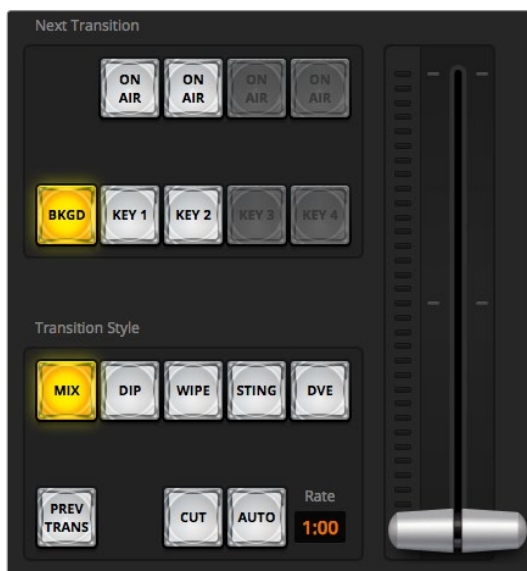 Next Transition
ON AIR
ON AIR
ON AIR
ON AIR
BKGD
KEY 1
KEY 2
KEY 3
KEY 4
Transition Style
MIX
DIP
WIPE
STING
DVE
PREV TRANS
CUT
AUTO
Rate
1:00